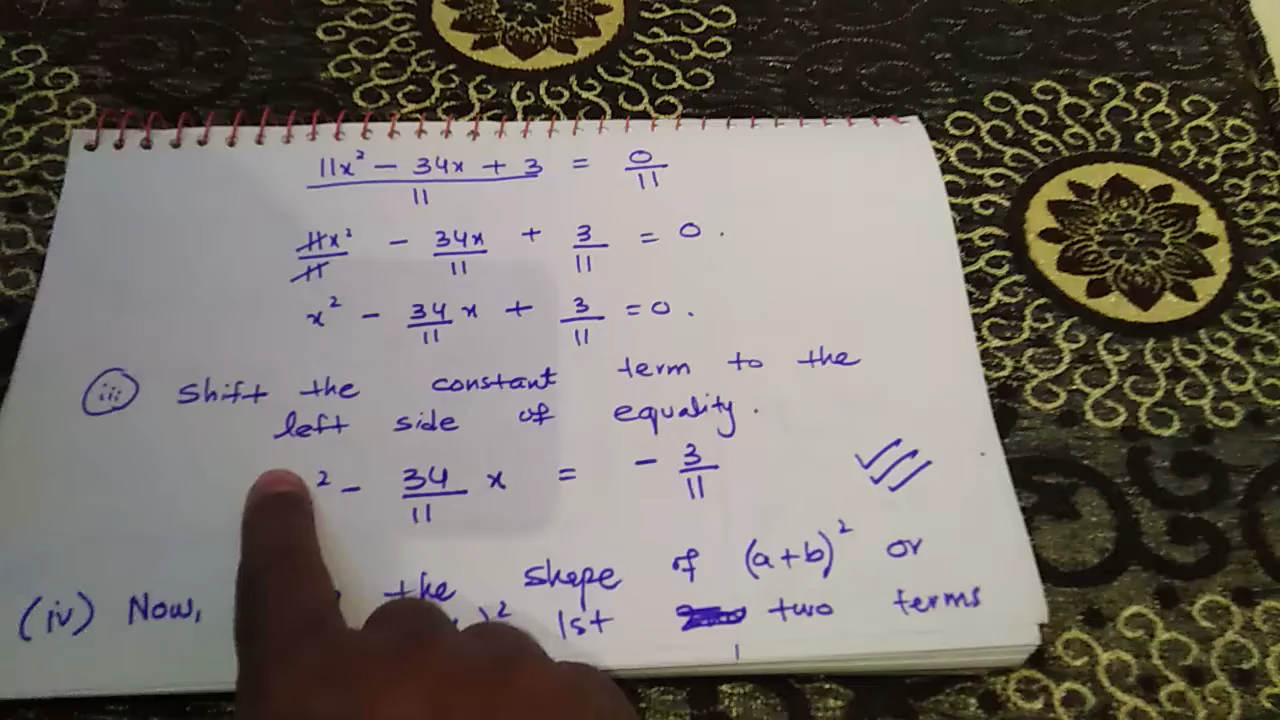 11x² - 34x + 3 = 0
11 11
11x² - 34x + 3 = 0 .
11 11 11
x² - 34 x + 3 = 0 .
11 11
(iii) Shift the constant term to the
left side of equality .
² - 34 x = - 3
11 11
(iv) Now, the shape of (a+b)² or
)² 1st two terms